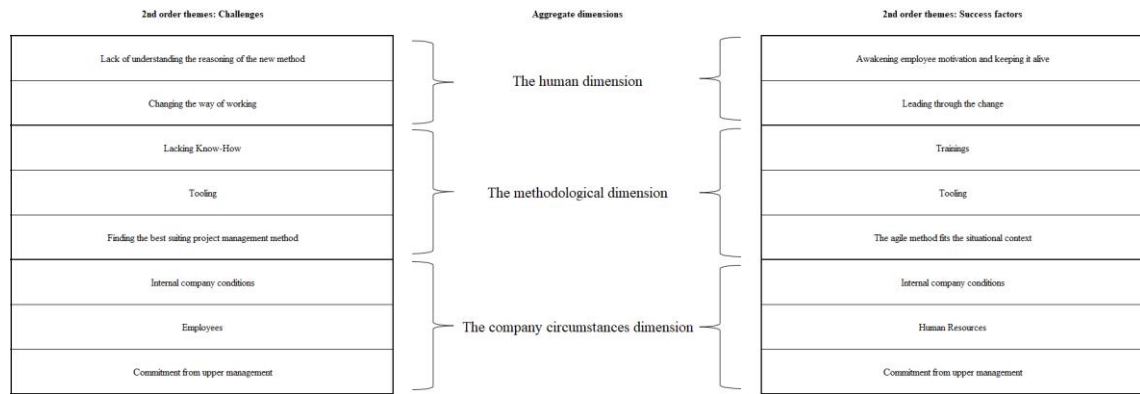 2nd order themes: Challenges
Aggregate dimensions
2nd order themes: Success factors
Lack of understanding the reasoning of the new method
Changing the way of working
Lacking Know-How
Tooling
Finding the best suiting project management method
Internal company conditions
Employees
Commitment from upper management
The human dimension
The methodological dimension
The company circumstances dimension
Awakening employee motivation and keeping it alive
Leading through the change
Trainings
Tooling
The agile method fits the situational context
Internal company conditions
Human Resources
Commitment from upper management